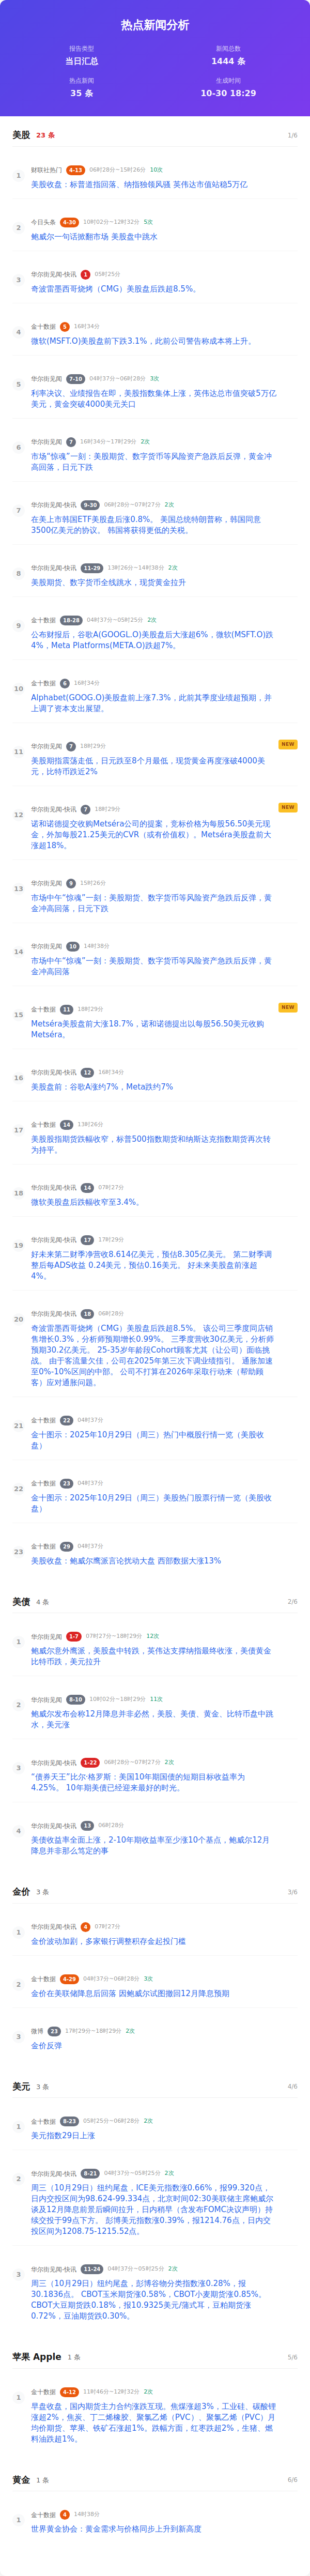 热点新闻分析
报告类型
新闻总数
当日汇总
1444 条
热点新闻
生成时间
35 条
10-30 18:29
美股 23 条 1/6
1
财联社热门 4-13 06时28分~15时26分 10次
美股收盘：标普道指回落、纳指独领风骚 英伟达市值站稳5万亿
2
今日头条 4-30 10时02分~12时32分 5次
鲍威尔一句话掀翻市场 美股盘中跳水
3
华尔街见闻-快讯 1 05时25分
奇波雷墨西哥烧烤（CMG）美股盘后跌超8.5%。
4
金十数据 5 16时34分
微软(MSFT.O)美股盘前下跌3.1%，此前公司警告称成本将上升。
5
华尔街见闻 7-10 04时37分~06时28分 3次
利率决议、业绩报告在即，美股指数集体上涨，英伟达总市值突破5万亿
美元，黄金突破4000美元关口
6
华尔街见闻 7 16时34分~17时29分 2次
市场“惊魂”一刻：美股期货、数字货币等风险资产急跌后反弹，黄金冲
高回落，日元下跌
7
华尔街见闻-快讯 9-30 06时28分~07时27分 2次
在美上市韩国ETF美股盘后涨0.8%。 美国总统特朗普称，韩国同意
3500亿美元的协议。 韩国将获得更低的关税。
8
华尔街见闻-快讯 11-29 13时26分~14时38分 2次
美股期货、数字货币全线跳水，现货黄金拉升
9
金十数据 18-28 04时37分~05时25分 2次
公布财报后，谷歌A(GOOGL.O)美股盘后大涨超6%，微软(MSFT.O)跌
4%，Meta Platforms(META.O)跌超7%。
10
金十数据 6 16时34分
Alphabet(GOOG.O)美股盘前上涨7.3%，此前其季度业绩超预期，并
上调了资本支出展望。
11
华尔街见闻 7 18时29分
NEW
美股期指震荡走低，日元跌至8个月最低，现货黄金再度涨破4000美
元，比特币跌近2%
12
华尔街见闻-快讯 7 18时29分
NEW
诺和诺德提交收购Metséra公司的提案，竞标价格为每股56.50美元现
金，外加每股21.25美元的CVR（或有价值权）。Metséra美股盘前大
涨超18%。
13
华尔街见闻 9 15时26分
市场中午“惊魂”一刻：美股期货、数字货币等风险资产急跌后反弹，黄
金冲高回落，日元下跌
14
华尔街见闻 10 14时38分
市场中午“惊魂”一刻：美股期货、数字货币等风险资产急跌后反弹，黄
金冲高回落
15
金十数据 11 18时29分
NEW
Metséra美股盘前大涨18.7%，诺和诺德提出以每股56.50美元收购
Metséra。
16
华尔街见闻-快讯 12 16时34分
美股盘前：谷歌A涨约7%，Meta跌约7%
17
金十数据 14 13时26分
美股股指期货跌幅收窄，标普500指数期货和纳斯达克指数期货再次转
为持平。
18
华尔街见闻-快讯 14 07时27分
微软美股盘后跌幅收窄至3.4%。
19
华尔街见闻-快讯 17 17时29分
好未来第二财季净营收8.614亿美元，预估8.305亿美元。 第二财季调
整后每ADS收益 0.24美元，预估0.16美元。 好未来美股盘前涨超
4%。
20
华尔街见闻-快讯 18 06时28分
奇波雷墨西哥烧烤（CMG）美股盘后跌超8.5%。 该公司三季度同店销
售增长0.3%，分析师预期增长0.99%。 三季度营收30亿美元，分析师
预期30.2亿美元。 25-35岁年龄段Cohort顾客尤其（让公司）面临挑
战。 由于客流量欠佳，公司在2025年第三次下调业绩指引。 通胀加速
至0%-10%区间的中部。 公司不打算在2026年采取行动来（帮助顾
客）应对通胀问题。
21
金十数据 22 04时37分
金十图示：2025年10月29日（周三）热门中概股行情一览（美股收
盘）
22
金十数据 23 04时37分
金十图示：2025年10月29日（周三）美股热门股票行情一览（美股收
盘）
23
金十数据 29 04时37分
美股收盘：鲍威尔鹰派言论扰动大盘 西部数据大涨13%
美债 4 条 2/6
1
华尔街见闻 1-7 07时27分~18时29分 12次
鲍威尔意外鹰派，美股盘中转跌，英伟达支撑纳指最终收涨，美债黄金
比特币跌，美元拉升
2
华尔街见闻 8-10 10时02分~18时29分 11次
鲍威尔发布会称12月降息并非必然，美股、美债、黄金、比特币盘中跳
水，美元涨
3
华尔街见闻-快讯 1-22 06时28分~07时27分 2次
“债券天王”比尔·格罗斯：美国10年期国债的短期目标收益率为
4.25%。 10年期美债已经迎来最好的时光。
4
华尔街见闻-快讯 13 06时28分
美债收益率全面上涨，2-10年期收益率至少涨10个基点，鲍威尔12月
降息并非那么笃定的事
金价 3 条 3/6
1
华尔街见闻-快讯 4 07时27分
金价波动加剧，多家银行调整积存金起投门槛
2
金十数据 4-29 04时37分~06时28分 3次
金价在美联储降息后回落 因鲍威尔试图撤回12月降息预期
3
微博 23 17时29分~18时29分 2次
金价反弹
美元 3 条 4/6
1
金十数据 8-23 05时25分~06时28分 2次
美元指数29日上涨
2
华尔街见闻-快讯 8-21 04时37分~05时25分 2次
周三（10月29日）纽约尾盘，ICE美元指数涨0.66%，报99.320点，
日内交投区间为98.624-99.334点，北京时间02:30美联储主席鲍威尔
谈及12月降息前景后瞬间拉升，日内稍早（含发布FOMC决议声明）持
续交投于99点下方。 彭博美元指数涨0.39%，报1214.76点，日内交
投区间为1208.75-1215.52点。
3
华尔街见闻-快讯 11-24 04时37分~05时25分 2次
周三（10月29日）纽约尾盘，彭博谷物分类指数涨0.28%，报
30.1836点。 CBOT玉米期货涨0.58%，CBOT小麦期货涨0.85%。
CBOT大豆期货跌0.18%，报10.9325美元/蒲式耳，豆粕期货涨
0.72%，豆油期货跌0.30%。
苹果 Apple 1 条 5/6
1
金十数据 4-12 11时46分~12时32分 2次
早盘收盘，国内期货主力合约涨跌互现。焦煤涨超3%，工业硅、碳酸锂
涨超2%，焦炭、丁二烯橡胶、聚氯乙烯（PVC）、聚氯乙烯（PVC）月
均价期货、苹果、铁矿石涨超1%。跌幅方面，红枣跌超2%，生猪、燃
料油跌超1%。
黄金 1 条 6/6
1
金十数据 4 14时38分
世界黄金协会：黄金需求与价格同步上升到新高度